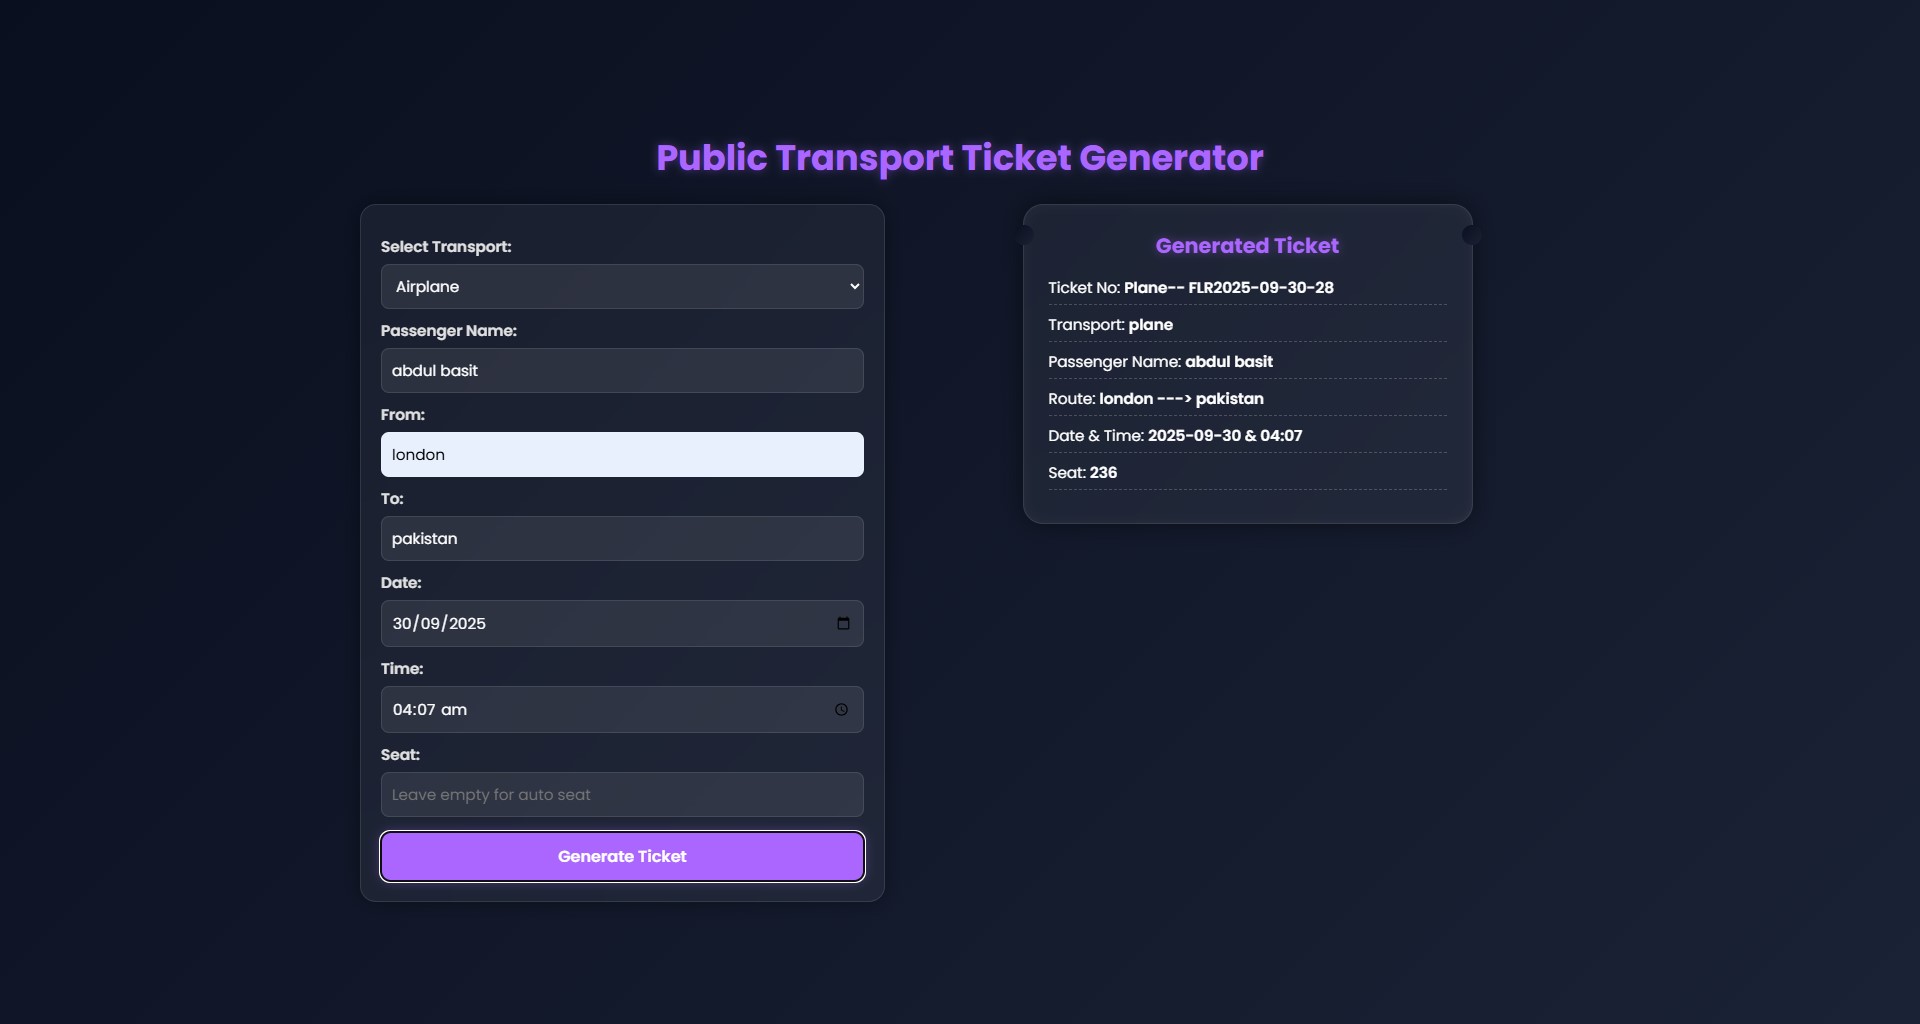 Public Transport Ticket Generator
Select Transport:
Airplane
Passenger Name:
abdul basit
From:
london
To:
pakistan
Date:
30/09/2025
Time:
04:07 am
Seat:
Leave empty for auto seat
Generate Ticket
Generated Ticket
Ticket No: Plane-- FLR2025-09-30-28
Transport: plane
Passenger Name: abdul basit
Route: london ---> pakistan
Date & Time: 2025-09-30 & 04:07
Seat: 236